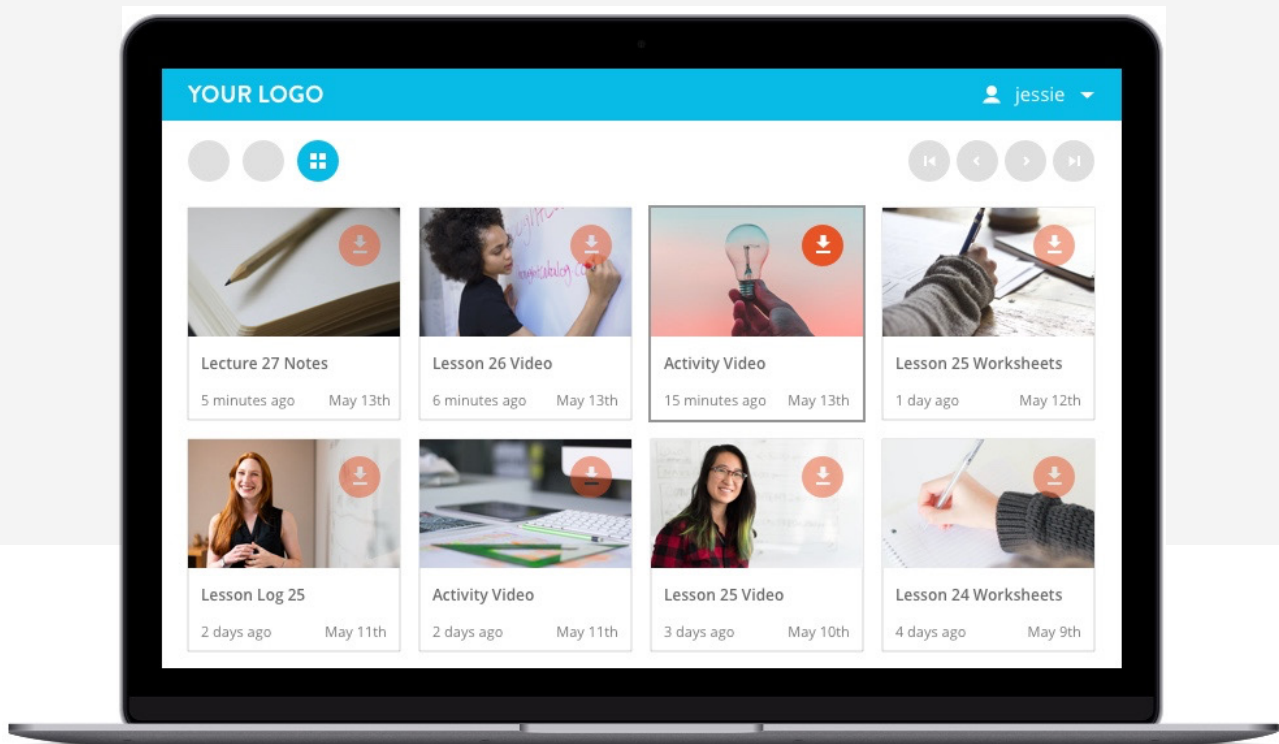 YOUR LOGO
jessie
Lecture 27 Notes
5 minutes ago May 13th
Lesson 26 Video
6 minutes ago May 13th
Activity Video
15 minutes ago May 13th
Lesson 25 Worksheets
1 day ago May 12th
Lesson Log 25
2 days ago May 11th
Activity Video
2 days ago May 11th
Lesson 25 Video
3 days ago May 10th
Lesson 24 Worksheets
4 days ago May 9th